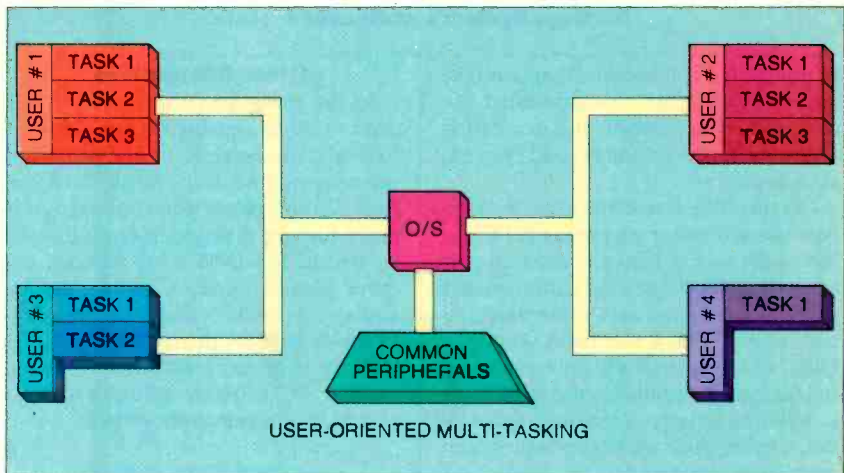 USER #1
TASK 1
TASK 2
TASK 3
USER #2
TASK 1
TASK 2
TASK 3
O/S
USER #3
TASK 1
TASK 2
USER #4
TASK 1
COMMON
PERIPHEFALS
USER-ORIENTED MULTI-TASKING